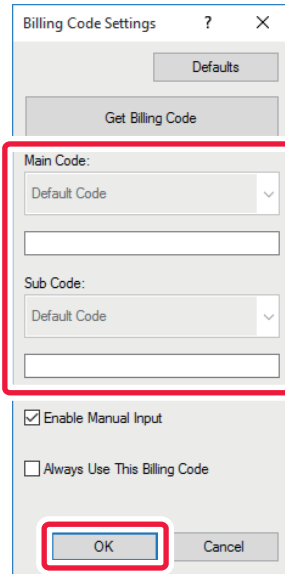 Billing Code Settings ? ×
Defaults
Get Billing Code
Main Code:
Default Code
Sub Code:
Default Code
Enable Manual Input
Always Use This Billing Code
OK Cancel